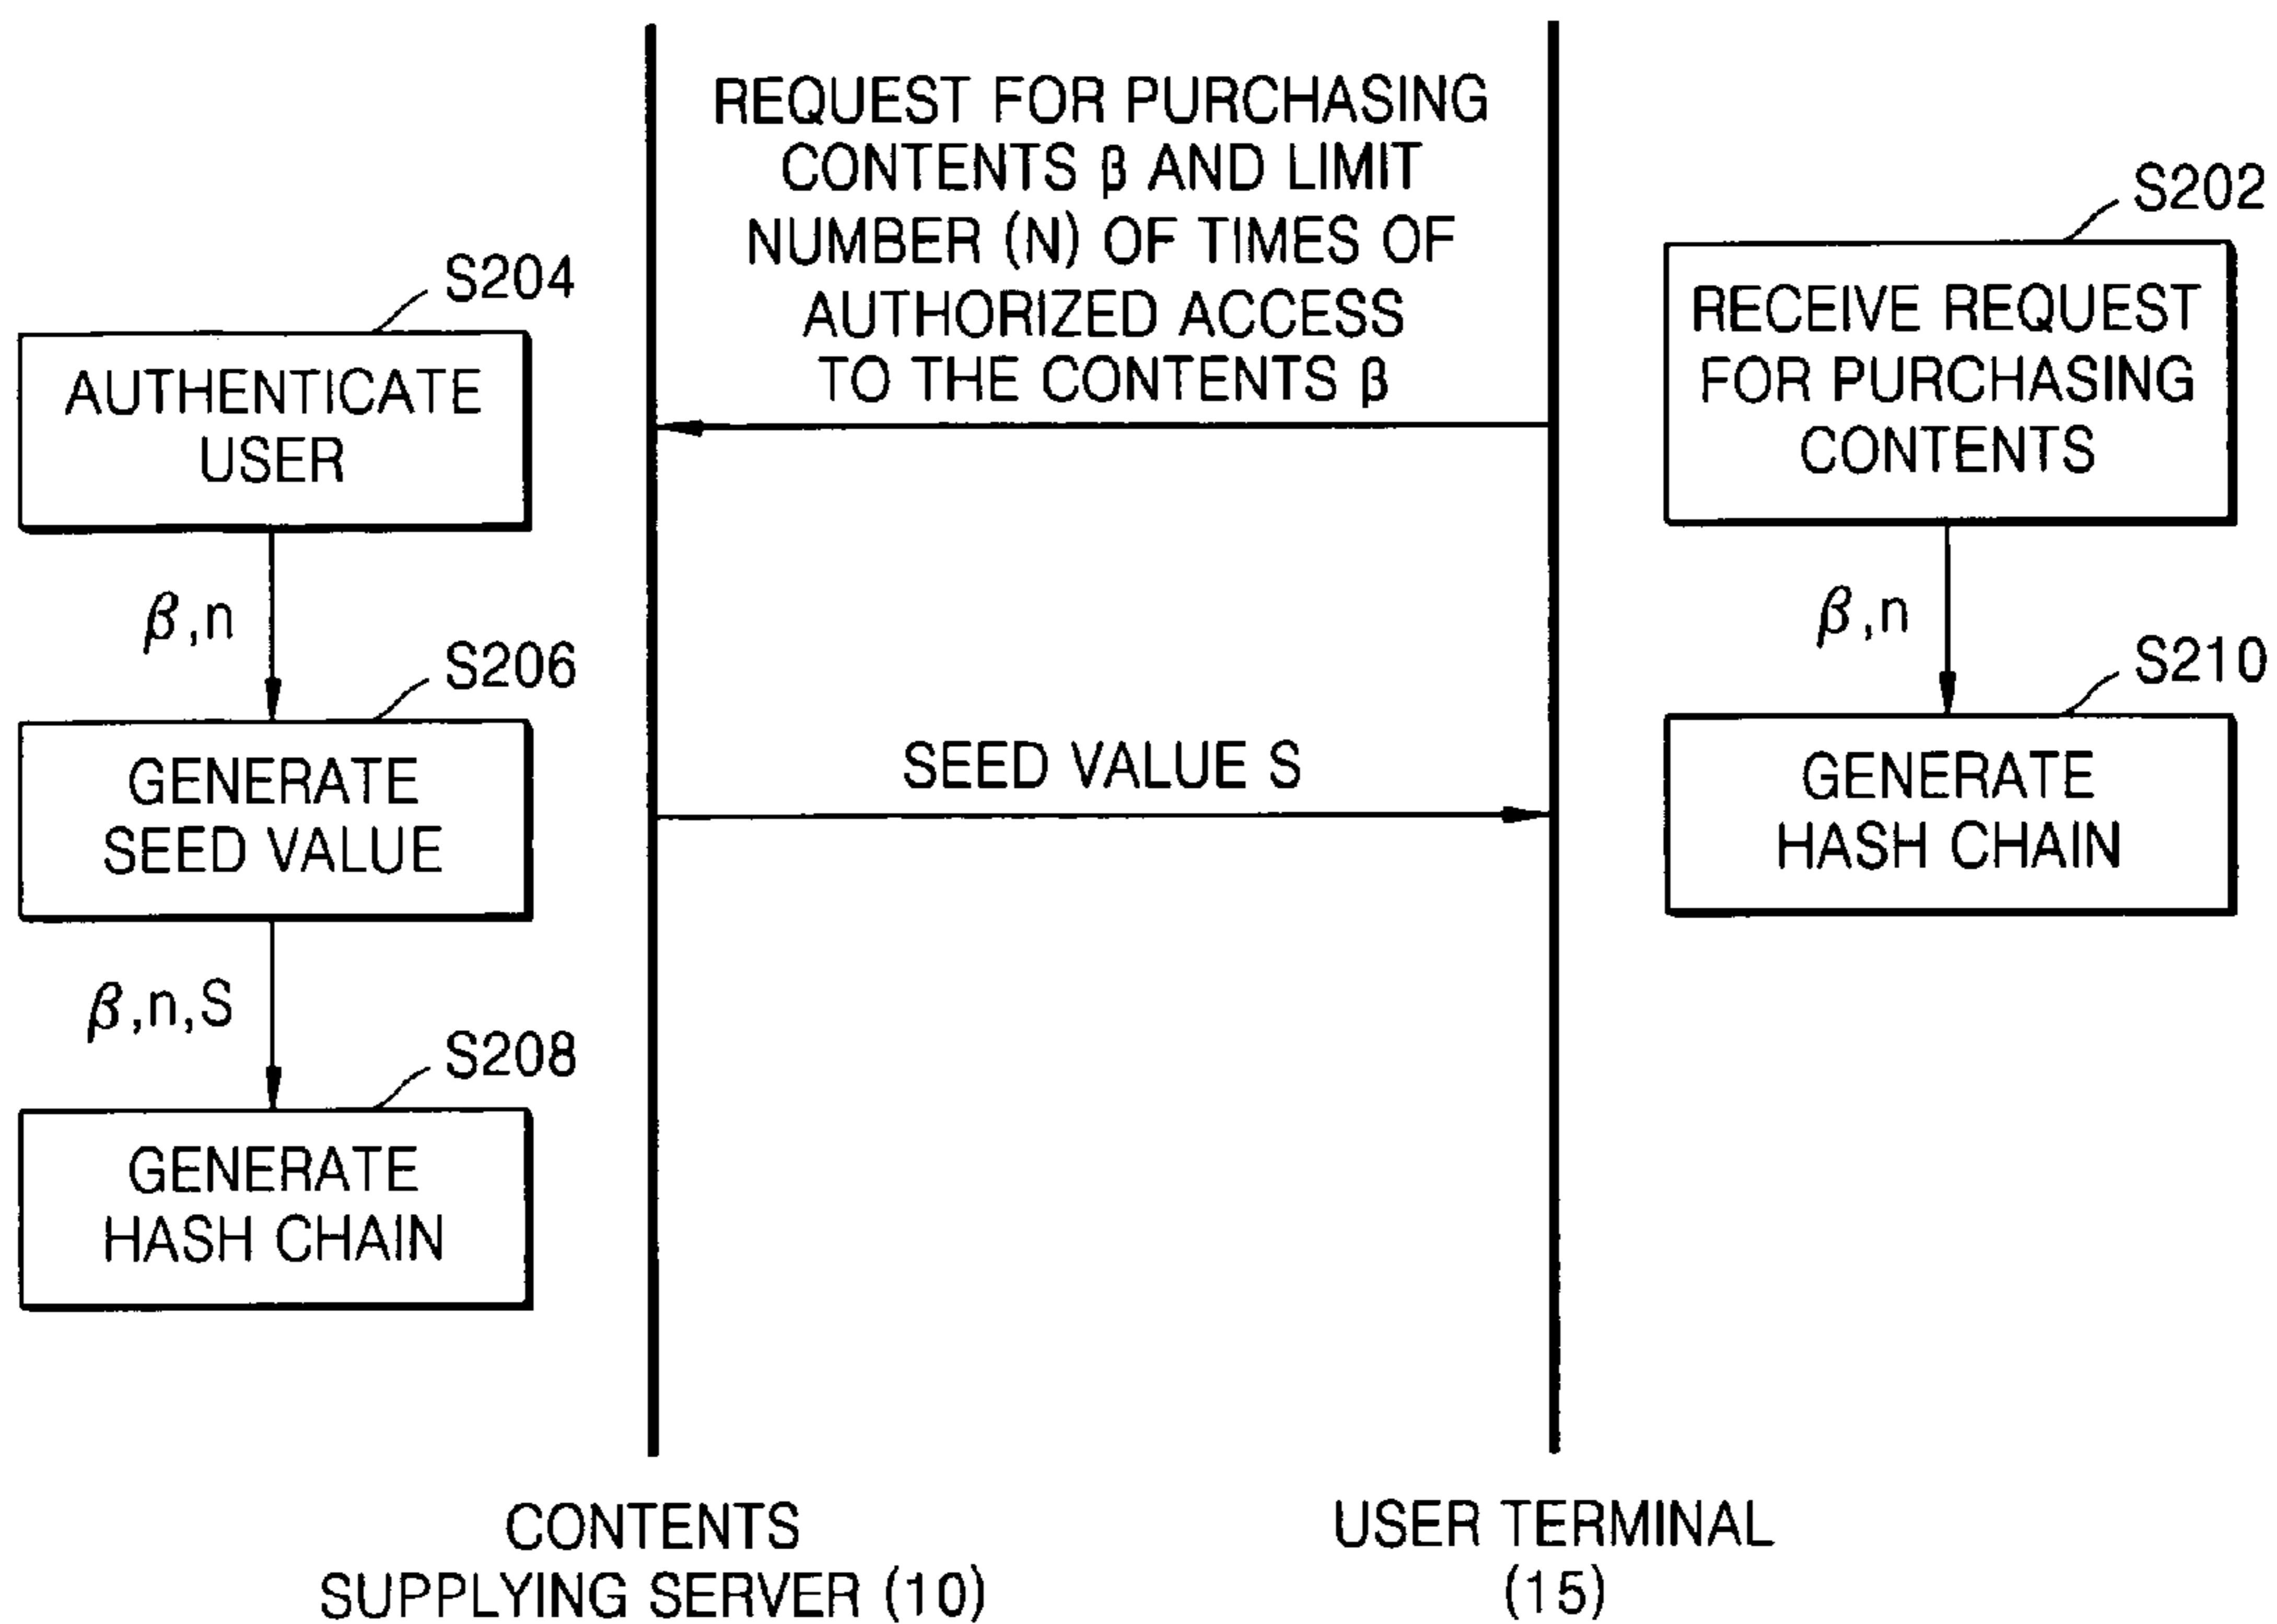 REQUEST FOR PURCHASING
CONTENTS β AND LIMIT
NUMBER (N) OF TIMES OF
AUTHORIZED ACCESS
TO THE CONTENTS β
S202
RECEIVE REQUEST
FOR PURCHASING
CONTENTS
S204
AUTHENTICATE
USER
β,n
β,n
S206
GENERATE
SEED VALUE
SEED VALUE S
S210
GENERATE
HASH CHAIN
β,n,S
S208
GENERATE
HASH CHAIN
CONTENTS
SUPPLYING SERVER (10)
USER TERMINAL
(15)